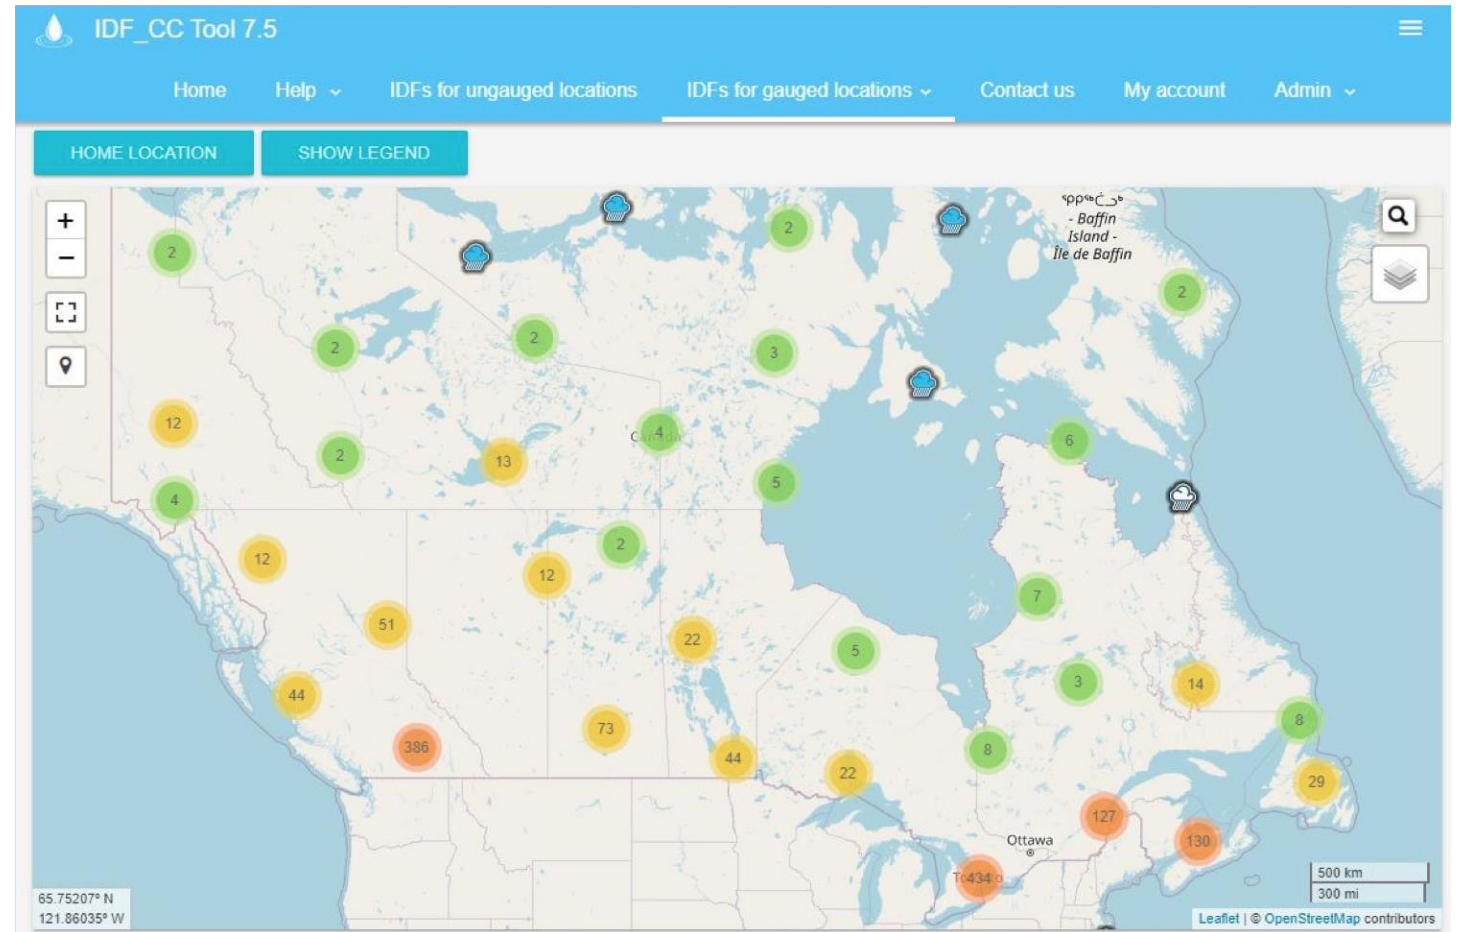 IDF_CC Tool 7.5
Home Help IDFs for ungauged locations IDFs for gauged locations Contact us My account Admin
HOME LOCATION SHOW LEGEND
+
−
ᕿᑭᖅᑖᓗᒃ
- Baffin
Island -
Île de Baffin
2
2
2
2
2
3
12
4
6
2
13
5
4
12
2
12
7
51
22
5
3
14
44
8
73
386
44
8
22
29
127
Ottawa
130
434
500 km
300 mi
65.75207° N
121.86035° W
Leaflet | © OpenStreetMap contributors